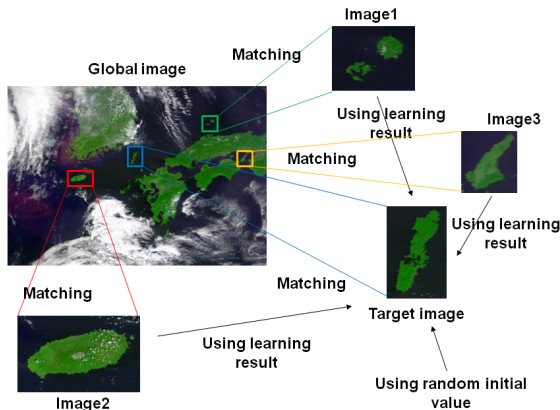 Image1
Matching
Global image
Using learning
result
Image3
Matching
Using learning
result
Matching
Matching
Target image
Using learning
result
Image2
Using random initial
value